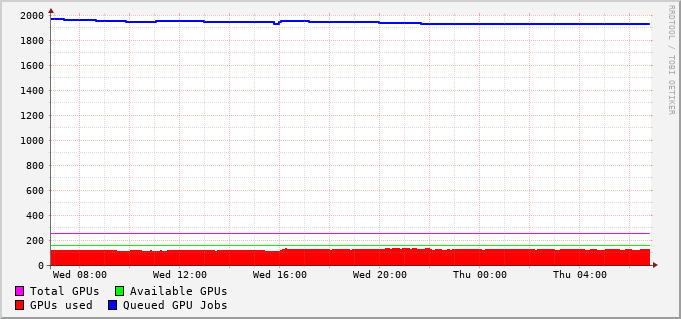 2000
1800
1600
1400
1200
1000
800
600
400
200
0
Wed 08:00 Wed 12:00 Wed 16:00 Wed 20:00 Thu 00:00 Thu 04:00
Total GPUs Available GPUs
GPUs used Queued GPU Jobs
RRDTOOL / TOBI OETIKER